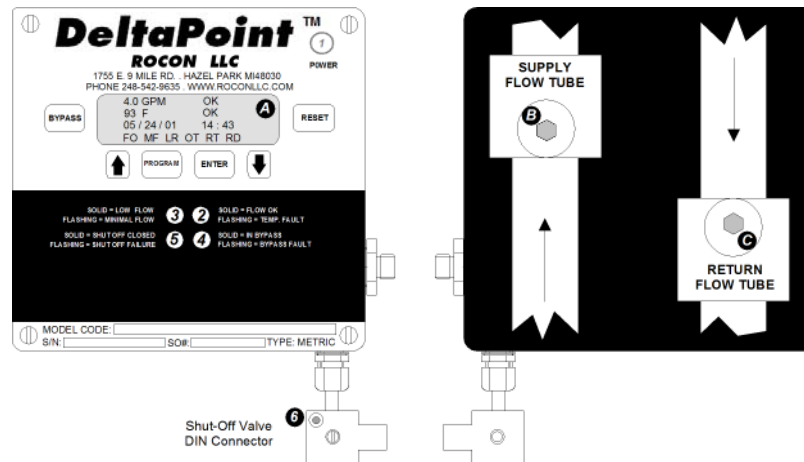 DeltaPoint TM
1
POWER
ROCON LLC
1755 E. 9 MILE RD. . HAZEL PARK MI48030
PHONE 248-542-9635 . WWW.ROCONLLC.COM
BYPASS
4.0 GPM OK
93 F OK
05 / 24 / 01 14 : 43
FO MF LR OT RT RD
A
RESET
PROGRAM
ENTER
SOLID = LOW FLOW
FLASHING = MINIMAL FLOW
3
2
SOLID = FLOW OK
FLASHING = TEMP. FAULT
SOLID = SHUT OFF CLOSED
FLASHING = SHUT OFF FAILURE
5
4
SOLID = IN BYPASS
FLASHING = BYPASS FAULT
MODEL CODE:
S/N: SO#: TYPE: METRIC
Shut-Off Valve
DIN Connector
6
SUPPLY
FLOW TUBE
B
C
RETURN
FLOW TUBE